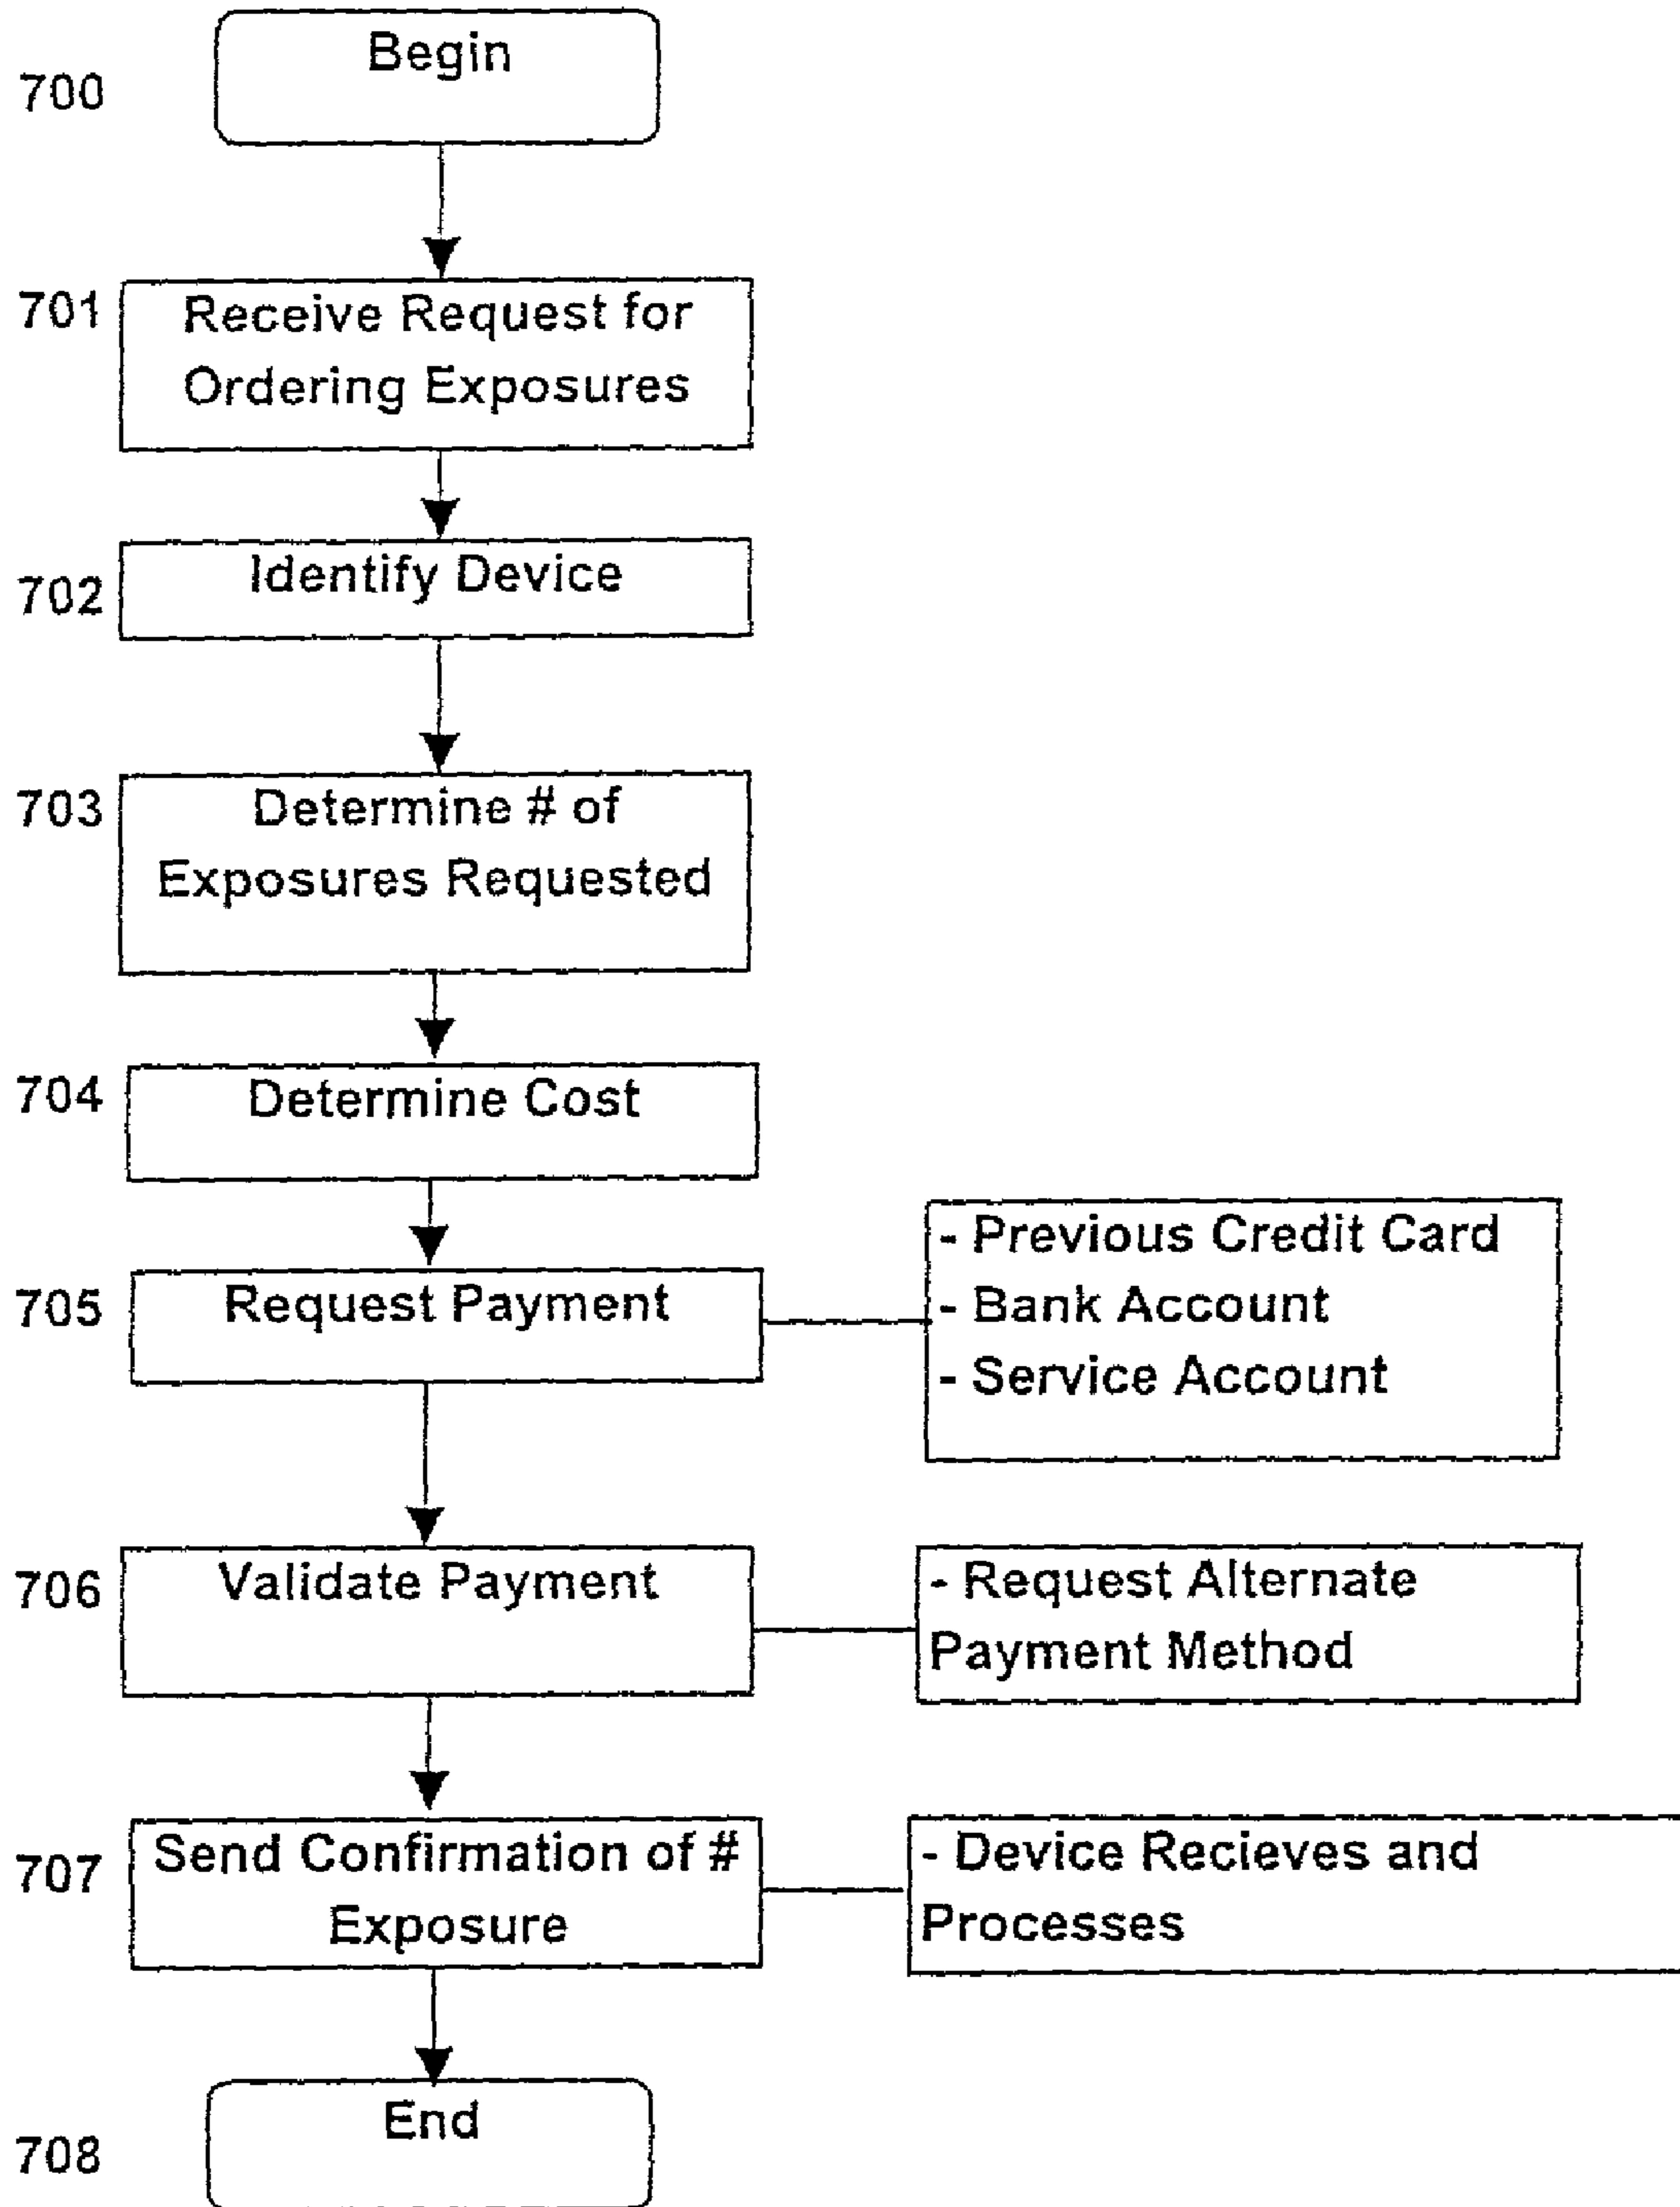 700
Begin
701
Receive Request for
Ordering Exposures
702
Identify Device
703
Determine # of
Exposures Requested
704
Determine Cost
705
Request Payment
- Previous Credit Card
- Bank Account
- Service Account
706
Validate Payment
- Request Alternate
Payment Method
707
Send Confirmation of #
Exposure
- Device Recieves and
Processes
708
End